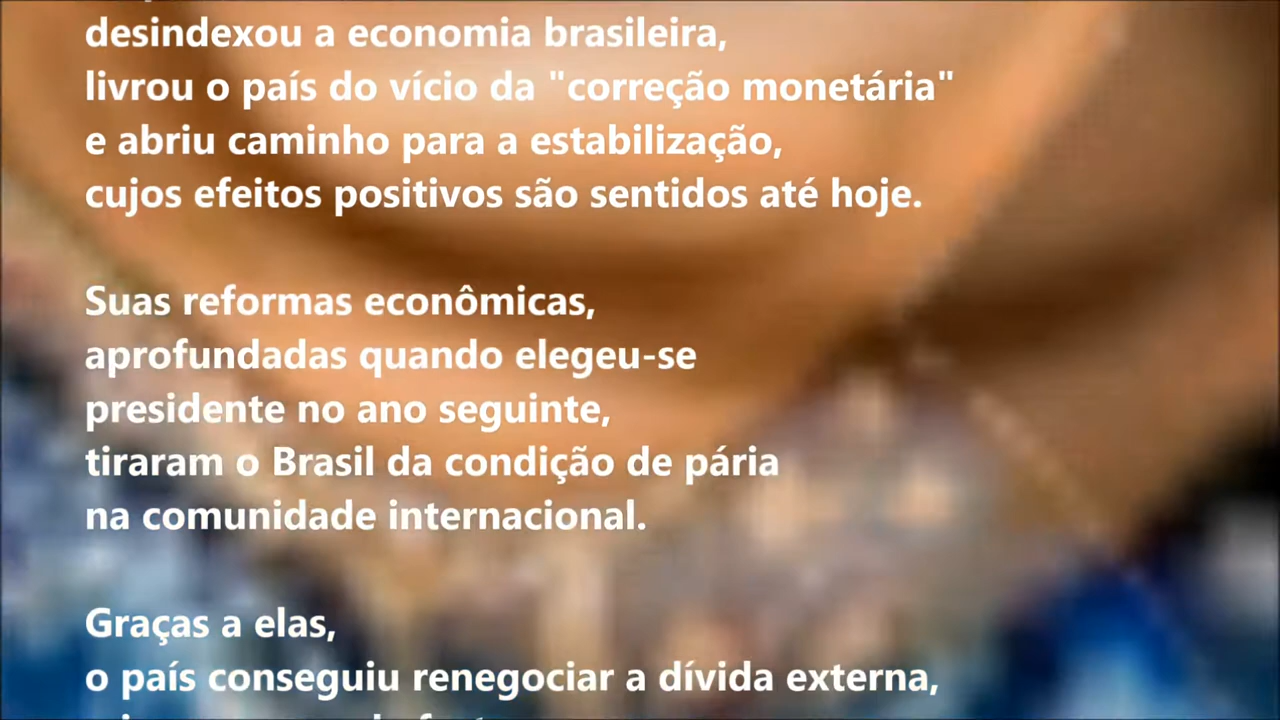 desindexou a economia brasileira,
livrou o país do vício da "correção monetária"
e abriu caminho para a estabilização,
cujos efeitos positivos são sentidos até hoje.
Suas reformas econômicas,
aprofundadas quando elegeu-se
presidente no ano seguinte,
tiraram o Brasil da condição de pária
na comunidade internacional.
Graças a elas,
o país conseguiu renegociar a dívida externa,